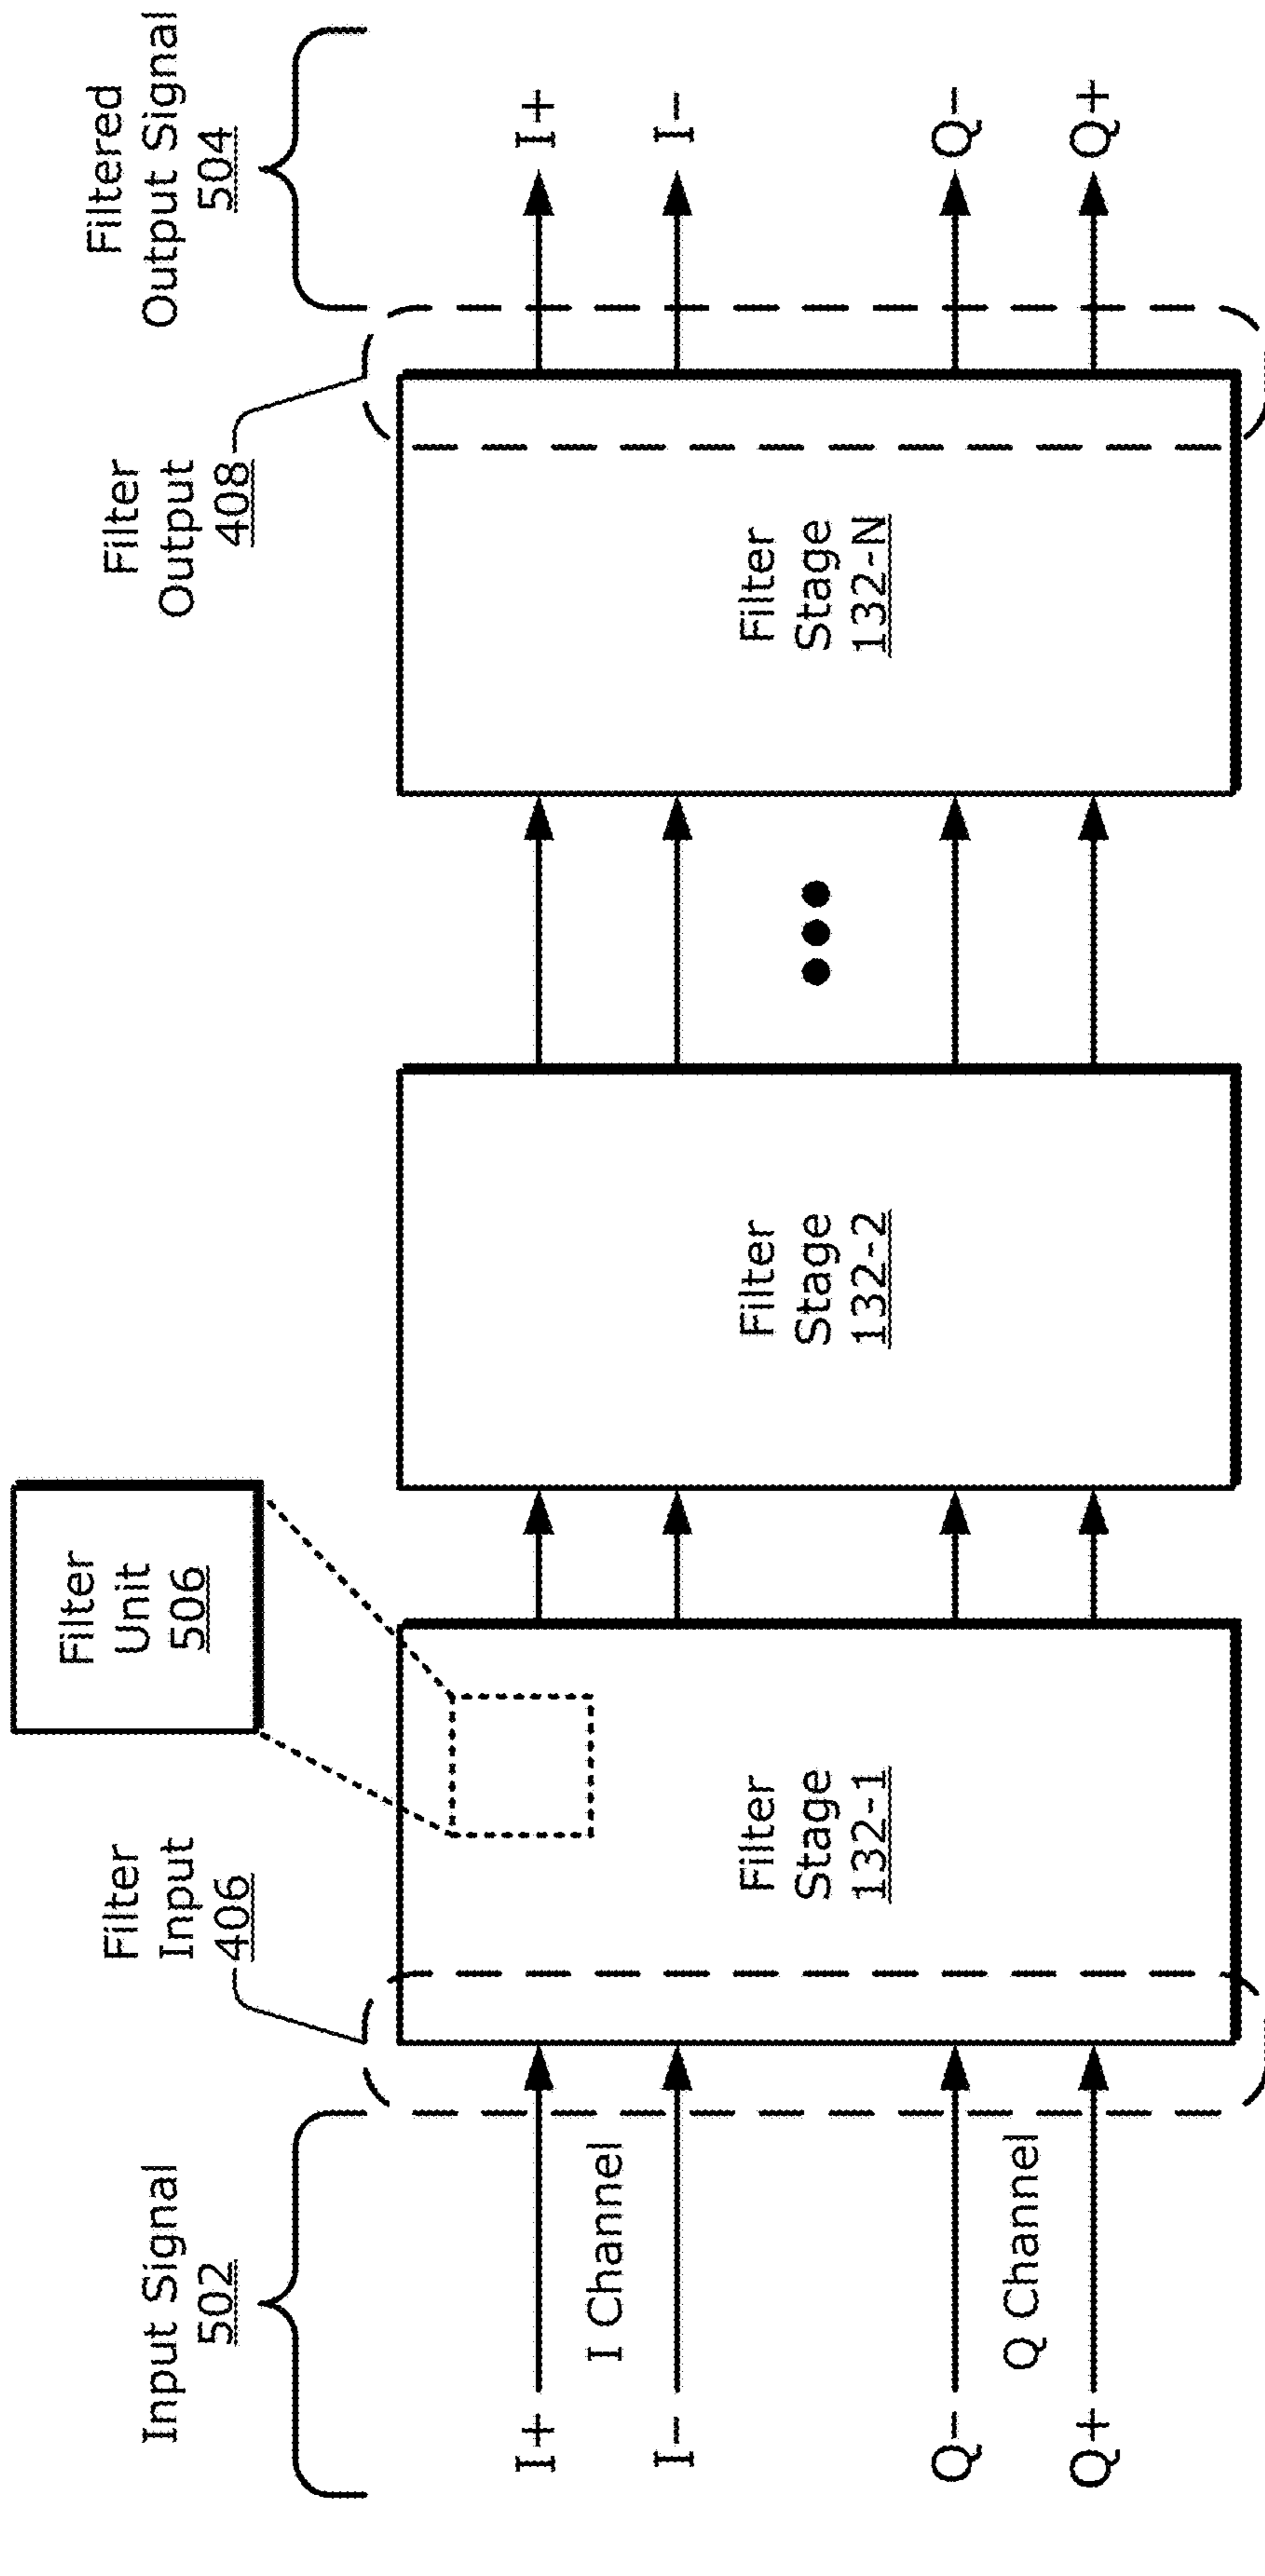 Input Signal
502
Filter
Input
406
Filter
Unit
506
Filter
Output
408
Filtered
Output Signal
504
I+
I Channel
I-
Q-
Q Channel
Q+
Filter
Stage
132-1
Filter
Stage
132-2
Filter
Stage
132-N
I+
I-
Q-
Q+